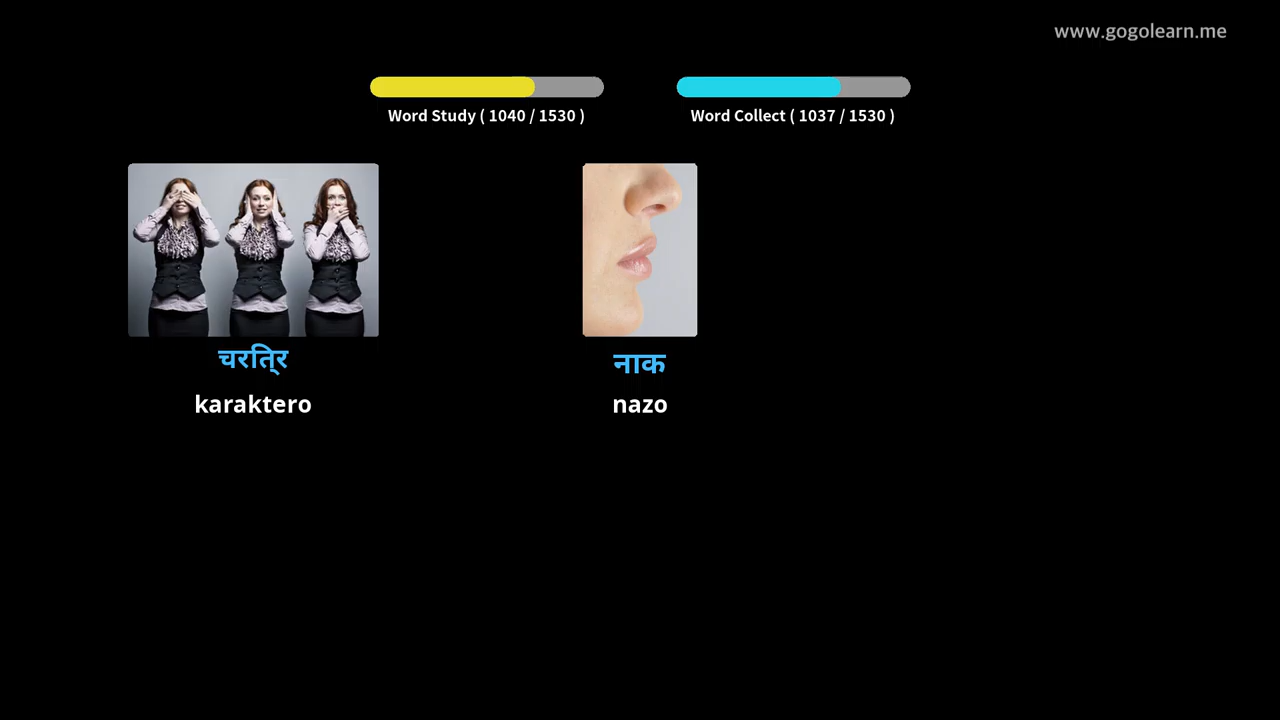 www.gogolearn.me
Word Study ( 1040 / 1530 )
Word Collect ( 1037 / 1530 )
चरित्र
karaktero
नाक
nazo